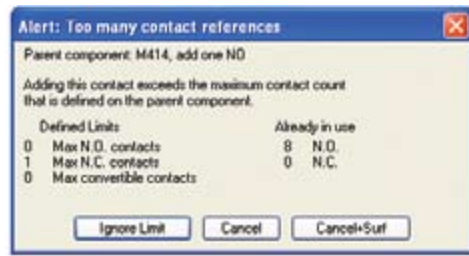 Alert: Too many contact references
Parent component: M414, add one NO
Adding this contact exceeds the maximum contact count
that is defined on the parent component.
Defined Limits Already in use
0 Max N.O. contacts 8 N.O.
1 Max N.C. contacts 0 N.C.
0 Max convertible contacts
Ignore Limit Cancel Cancel+Surf